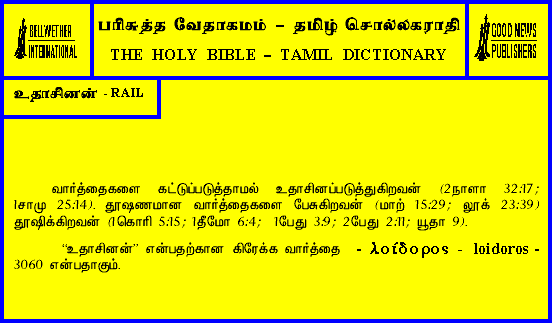 BELLWETHER
INTERNATIONAL
பரிசுத்த வேதாகமம் – தமிழ் சொல்லகராதி
THE HOLY BIBLE – TAMIL DICTIONARY
GOOD NEWS
PUBLISHERS
உதாசினன் - RAIL
வார்த்தைகளை கட்டுப்படுத்தாமல் உதாசினப்படுத்துகிறவன் (2நாளா 32:17;
1சாமு 25:14). தூஷணமான வார்த்தைகளை பேசுகிறவன் (மாற் 15:29; லூக் 23:39)
தூஷிக்கிறவன் (1கொரி 5:15; 1தீமோ 6:4; 1பேது 3:9; 2பேது 2:11; யூதா 9).
“உதாசினன்” என்பதற்கான கிரேக்க வார்த்தை - λοίδορος - loidoros -
3060 என்பதாகும்.